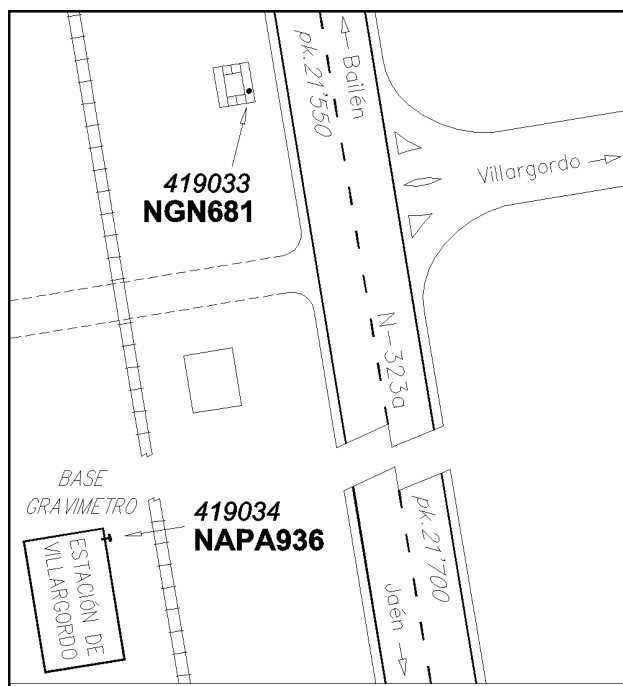 Bailén
pk.21'550
Villargordo
419033
NGN681
N-323a
BASE
GRAVIMETRO
419034
NAPA936
ESTACIÓN DE
VILLARGORDO
pk.21'700
Jaén